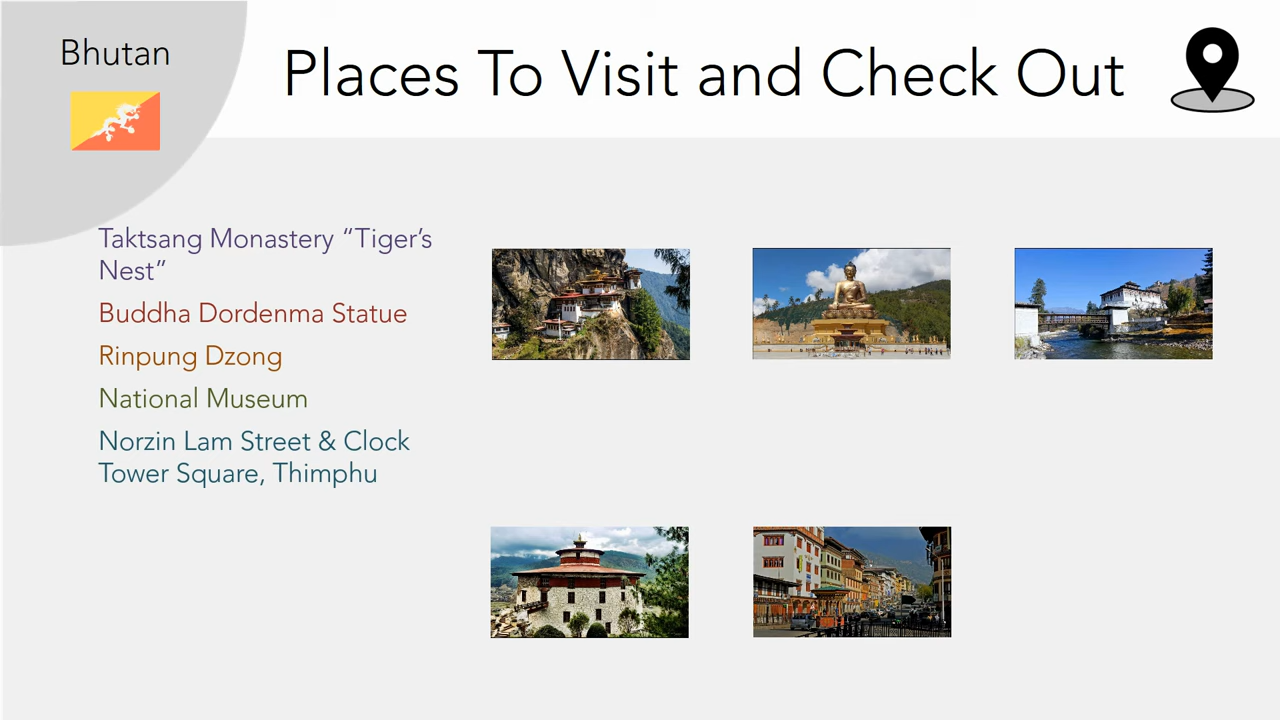 Bhutan
Places To Visit and Check Out
Taktsang Monastery “Tiger’s
Nest”
Buddha Dordenma Statue
Rinpung Dzong
National Museum
Norzin Lam Street & Clock
Tower Square, Thimphu